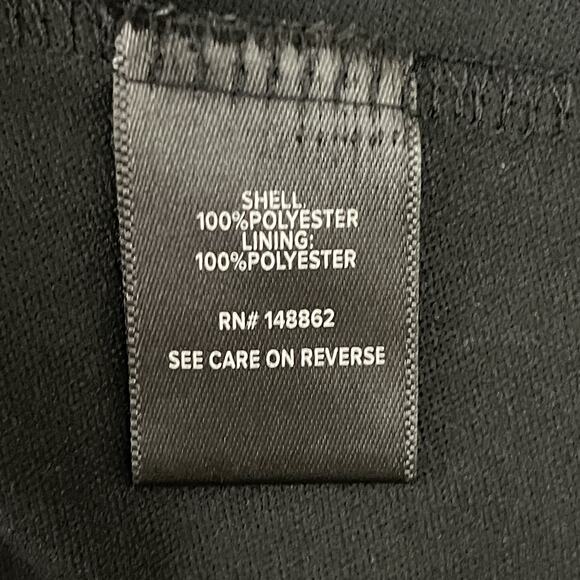 SHELL:
100%POLYESTER
LINING:
100%POLYESTER
RN# 148862
SEE CARE ON REVERSE